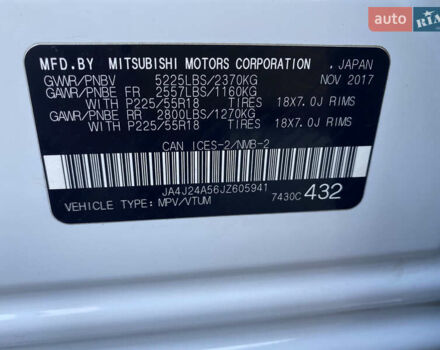 AUTO RIA
MFD.BY MITSUBISHI MOTORS CORPORATION, JAPAN
GVWR/PNBV 5225LBS/2370KG NOV 2017
GAWR/PNBE FR 2557LBS/1160KG
WITH P225/55R18 TIRES 18X7.0J RIMS
GAWR/PNBE RR 2800LBS/1270KG
WITH P225/55R18 TIRES 18X7.0J RIMS
CAN ICES-2/NMB-2
JA4J24A56JZ605941
VEHICLE TYPE: MPV/VTUM 7430C 432